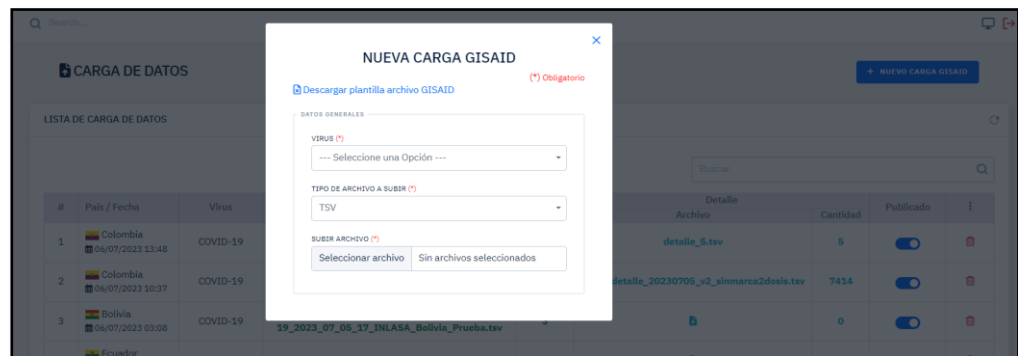 Search...
CARGA DE DATOS
+ NUEVO CARGA GISAID
LISTA DE CARGA DE DATOS
Buscar
# País / Fecha Virus Detalle Publicado
Archivo Cantidad
1 Colombia 06/07/2023 13:48 COVID-19 detalle_5.tsv 5
2 Colombia 06/07/2023 10:37 COVID-19 detalle_20230705_v2_sinmarca2dosis.tsv 7414
3 Bolivia 06/07/2023 03:08 COVID-19 19_2023_07_05_17_INLASA_Bolivia_Prueba.tsv 0
Ecuador
NUEVA CARGA GISAID
(*) Obligatorio
Descargar plantilla archivo GISAID
DATOS GENERALES
VIRUS (*)
--- Seleccione una Opción ---
TIPO DE ARCHIVO A SUBIR (*)
TSV
SUBIR ARCHIVO (*)
Seleccionar archivo Sin archivos seleccionados